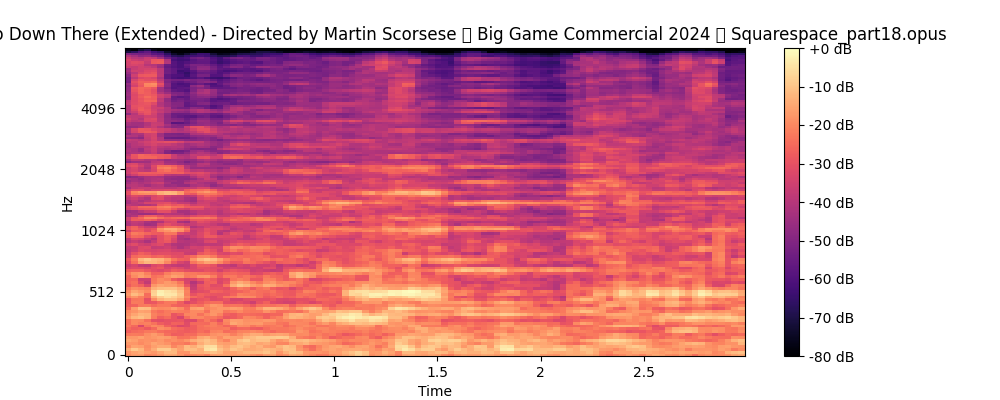 Down There (Extended) - Directed by Martin Scorsese ▯ Big Game Commercial 2024 ▯ Squarespace_part18.opus
+0 dB
-10 dB
-20 dB
-30 dB
-40 dB
-50 dB
-60 dB
-70 dB
-80 dB
4096
2048
1024
512
0
Hz
0
0.5
1
1.5
2
2.5
Time